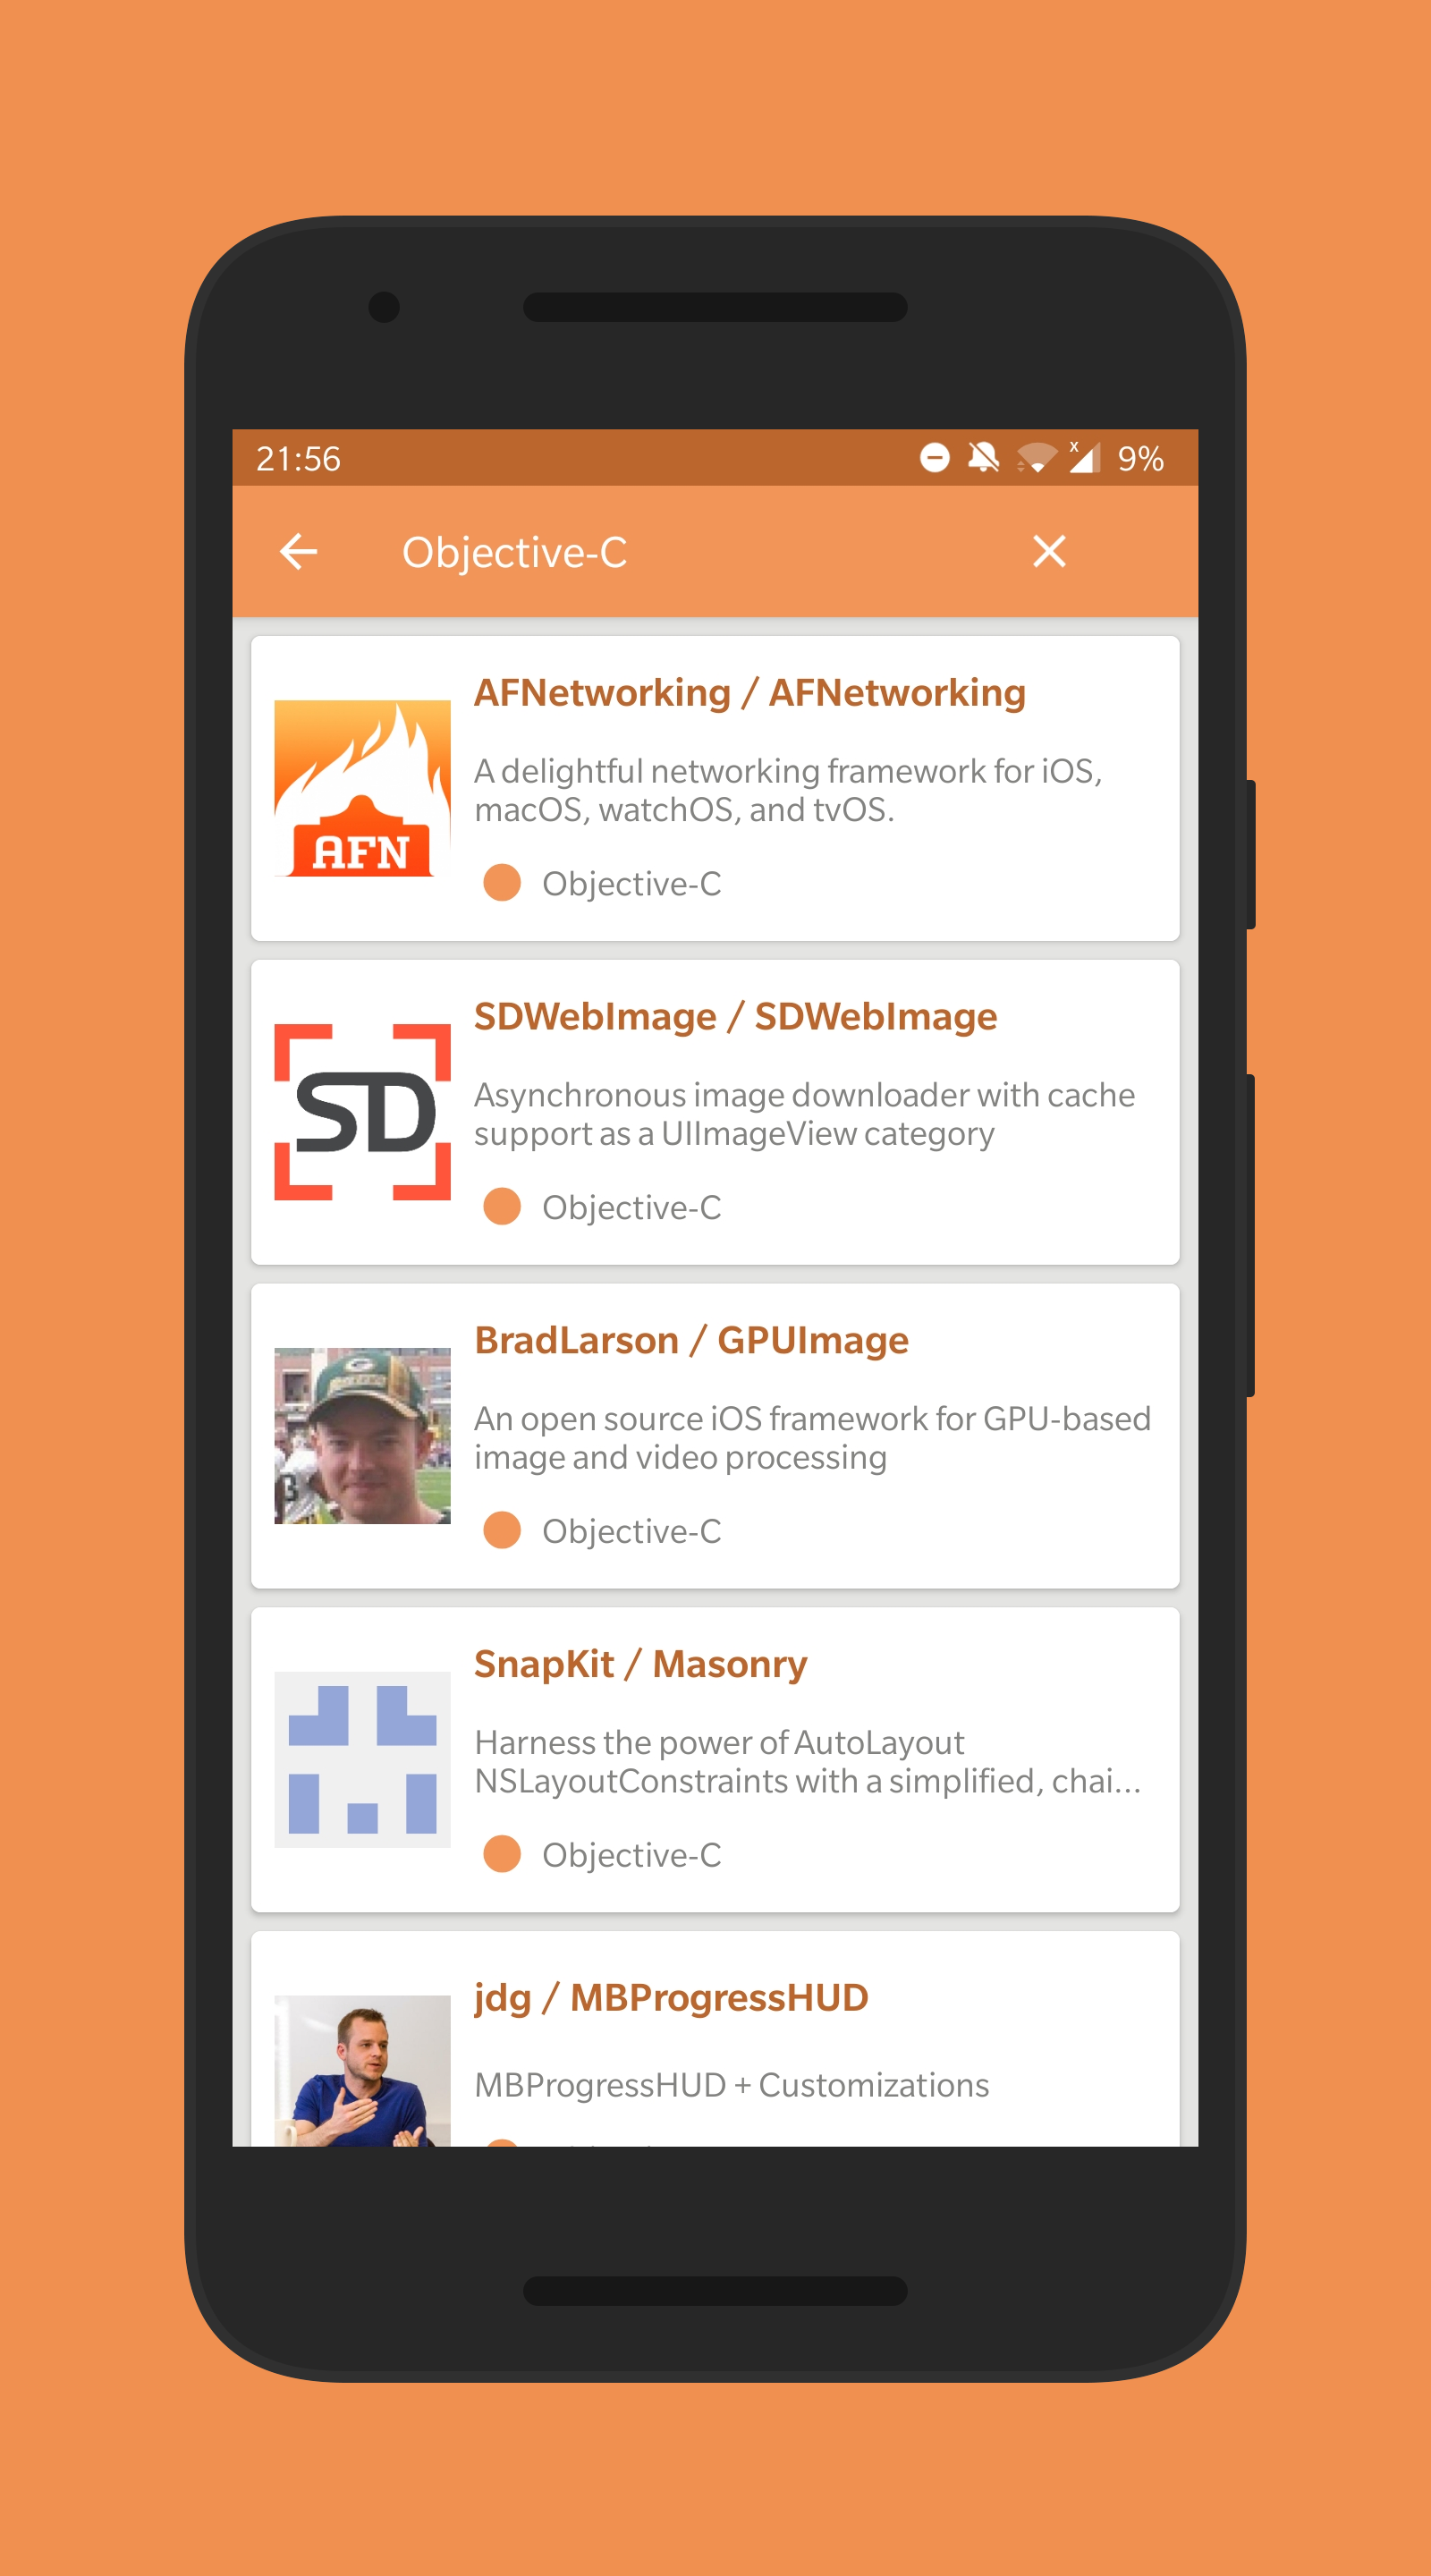 21:56
x
9%
Objective-C
AFNetworking / AFNetworking
A delightful networking framework for iOS,
macOS, watchOS, and tvOS.
AFN
Objective-C
SDWebImage / SDWebImage
Asynchronous image downloader with cache
support as a UIImageView category
SD
Objective-C
BradLarson / GPUImage
An open source iOS framework for GPU-based
image and video processing
Objective-C
SnapKit / Masonry
Harness the power of AutoLayout
NSLayoutConstraints with a simplified, chai...
Objective-C
jdg / MBProgressHUD
MBProgressHUD + Customizations